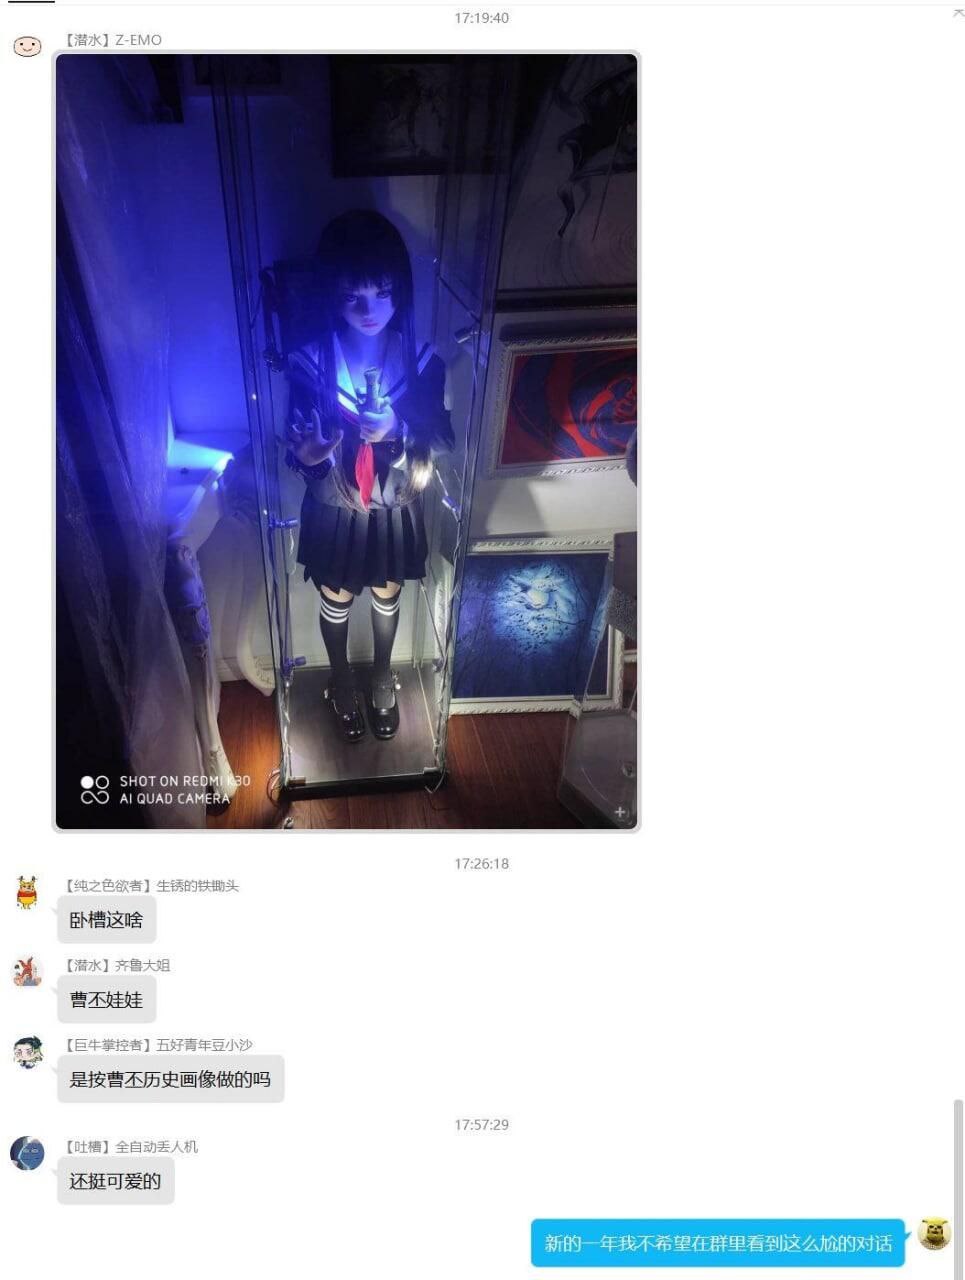 17:19:40
【潜水】Z-EMO
SHOT ON REDMI K30
AI QUAD CAMERA
17:26:18
【纯之色欲者】生锈的铁锄头
卧槽这啥
【潜水】齐鲁大姐
曹不娃娃
【巨牛掌控者】五好青年豆小沙
是按曹丕历史画像做的吗
17:57:29
【吐槽】全自动丢人机
还挺可爱的
新的一年我不希望在群里看到这么尬的对话